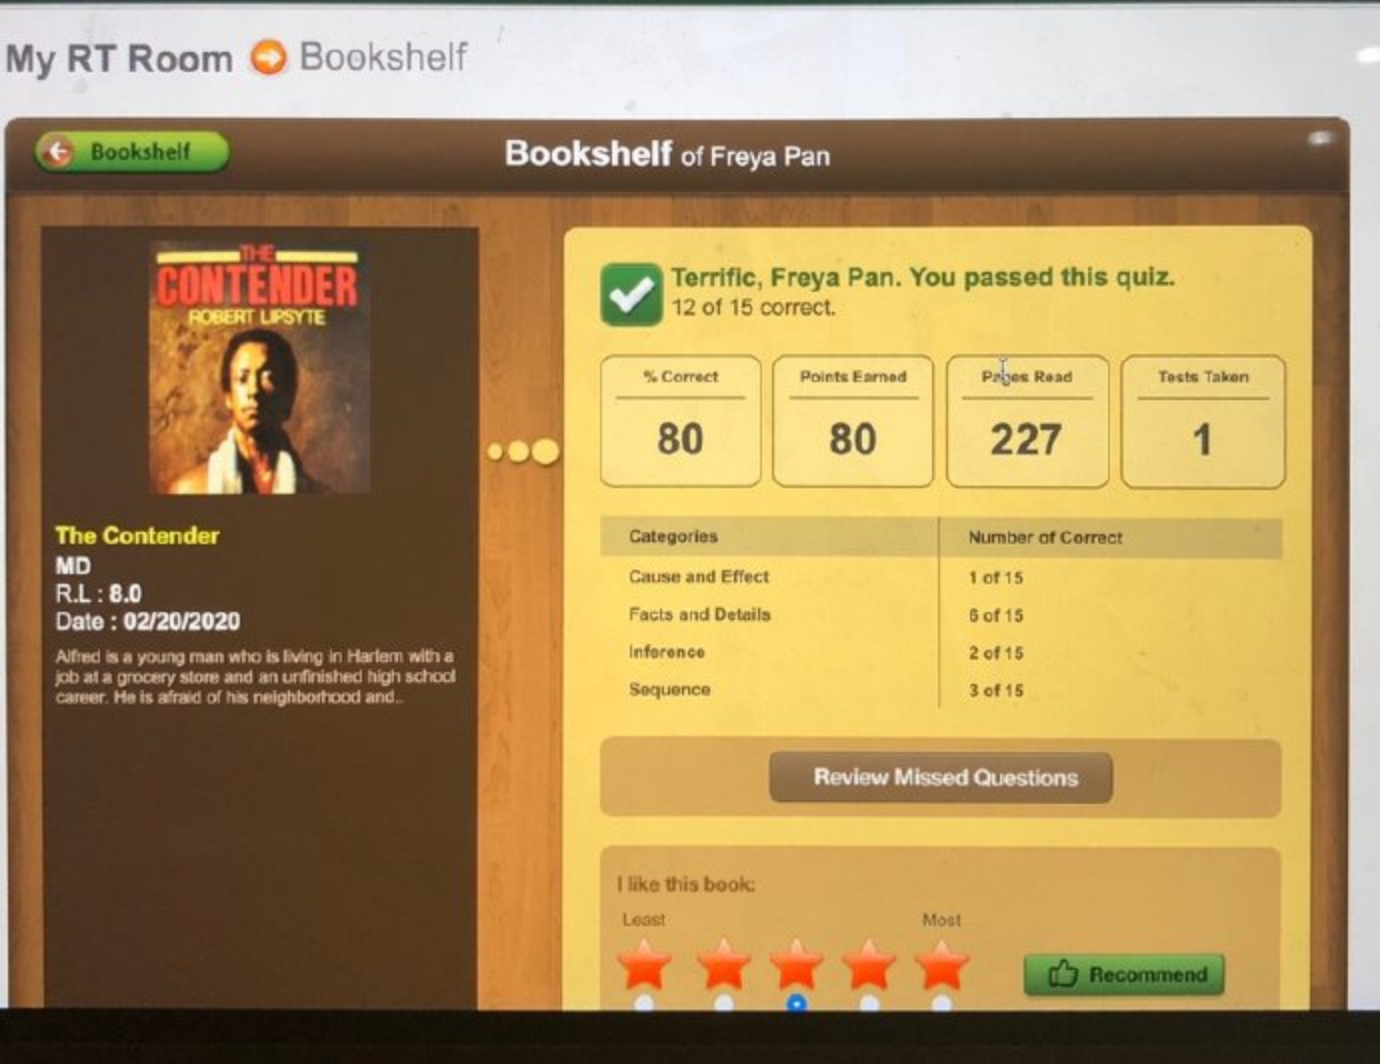 My RT Room Bookshelf
Bookshelf
Bookshelf of Freya Pan
THE
CONTENDER
ROBERT LIPSYTE
The Contender
MD
R.L : 8.0
Date : 02/20/2020
Alfred is a young man who is living in Harlem with a
job at a grocery store and an unfinished high school
career. He is afraid of his neighborhood and..
Terrific, Freya Pan. You passed this quiz.
12 of 15 correct.
% Correct
80
Points Earned
80
Pages Read
227
Tests Taken
1
Categories Number of Correct
Cause and Effect 1 of 15
Facts and Details 6 of 15
Inference 2 of 15
Sequence 3 of 15
Review Missed Questions
I like this book:
Least Most
Recommend